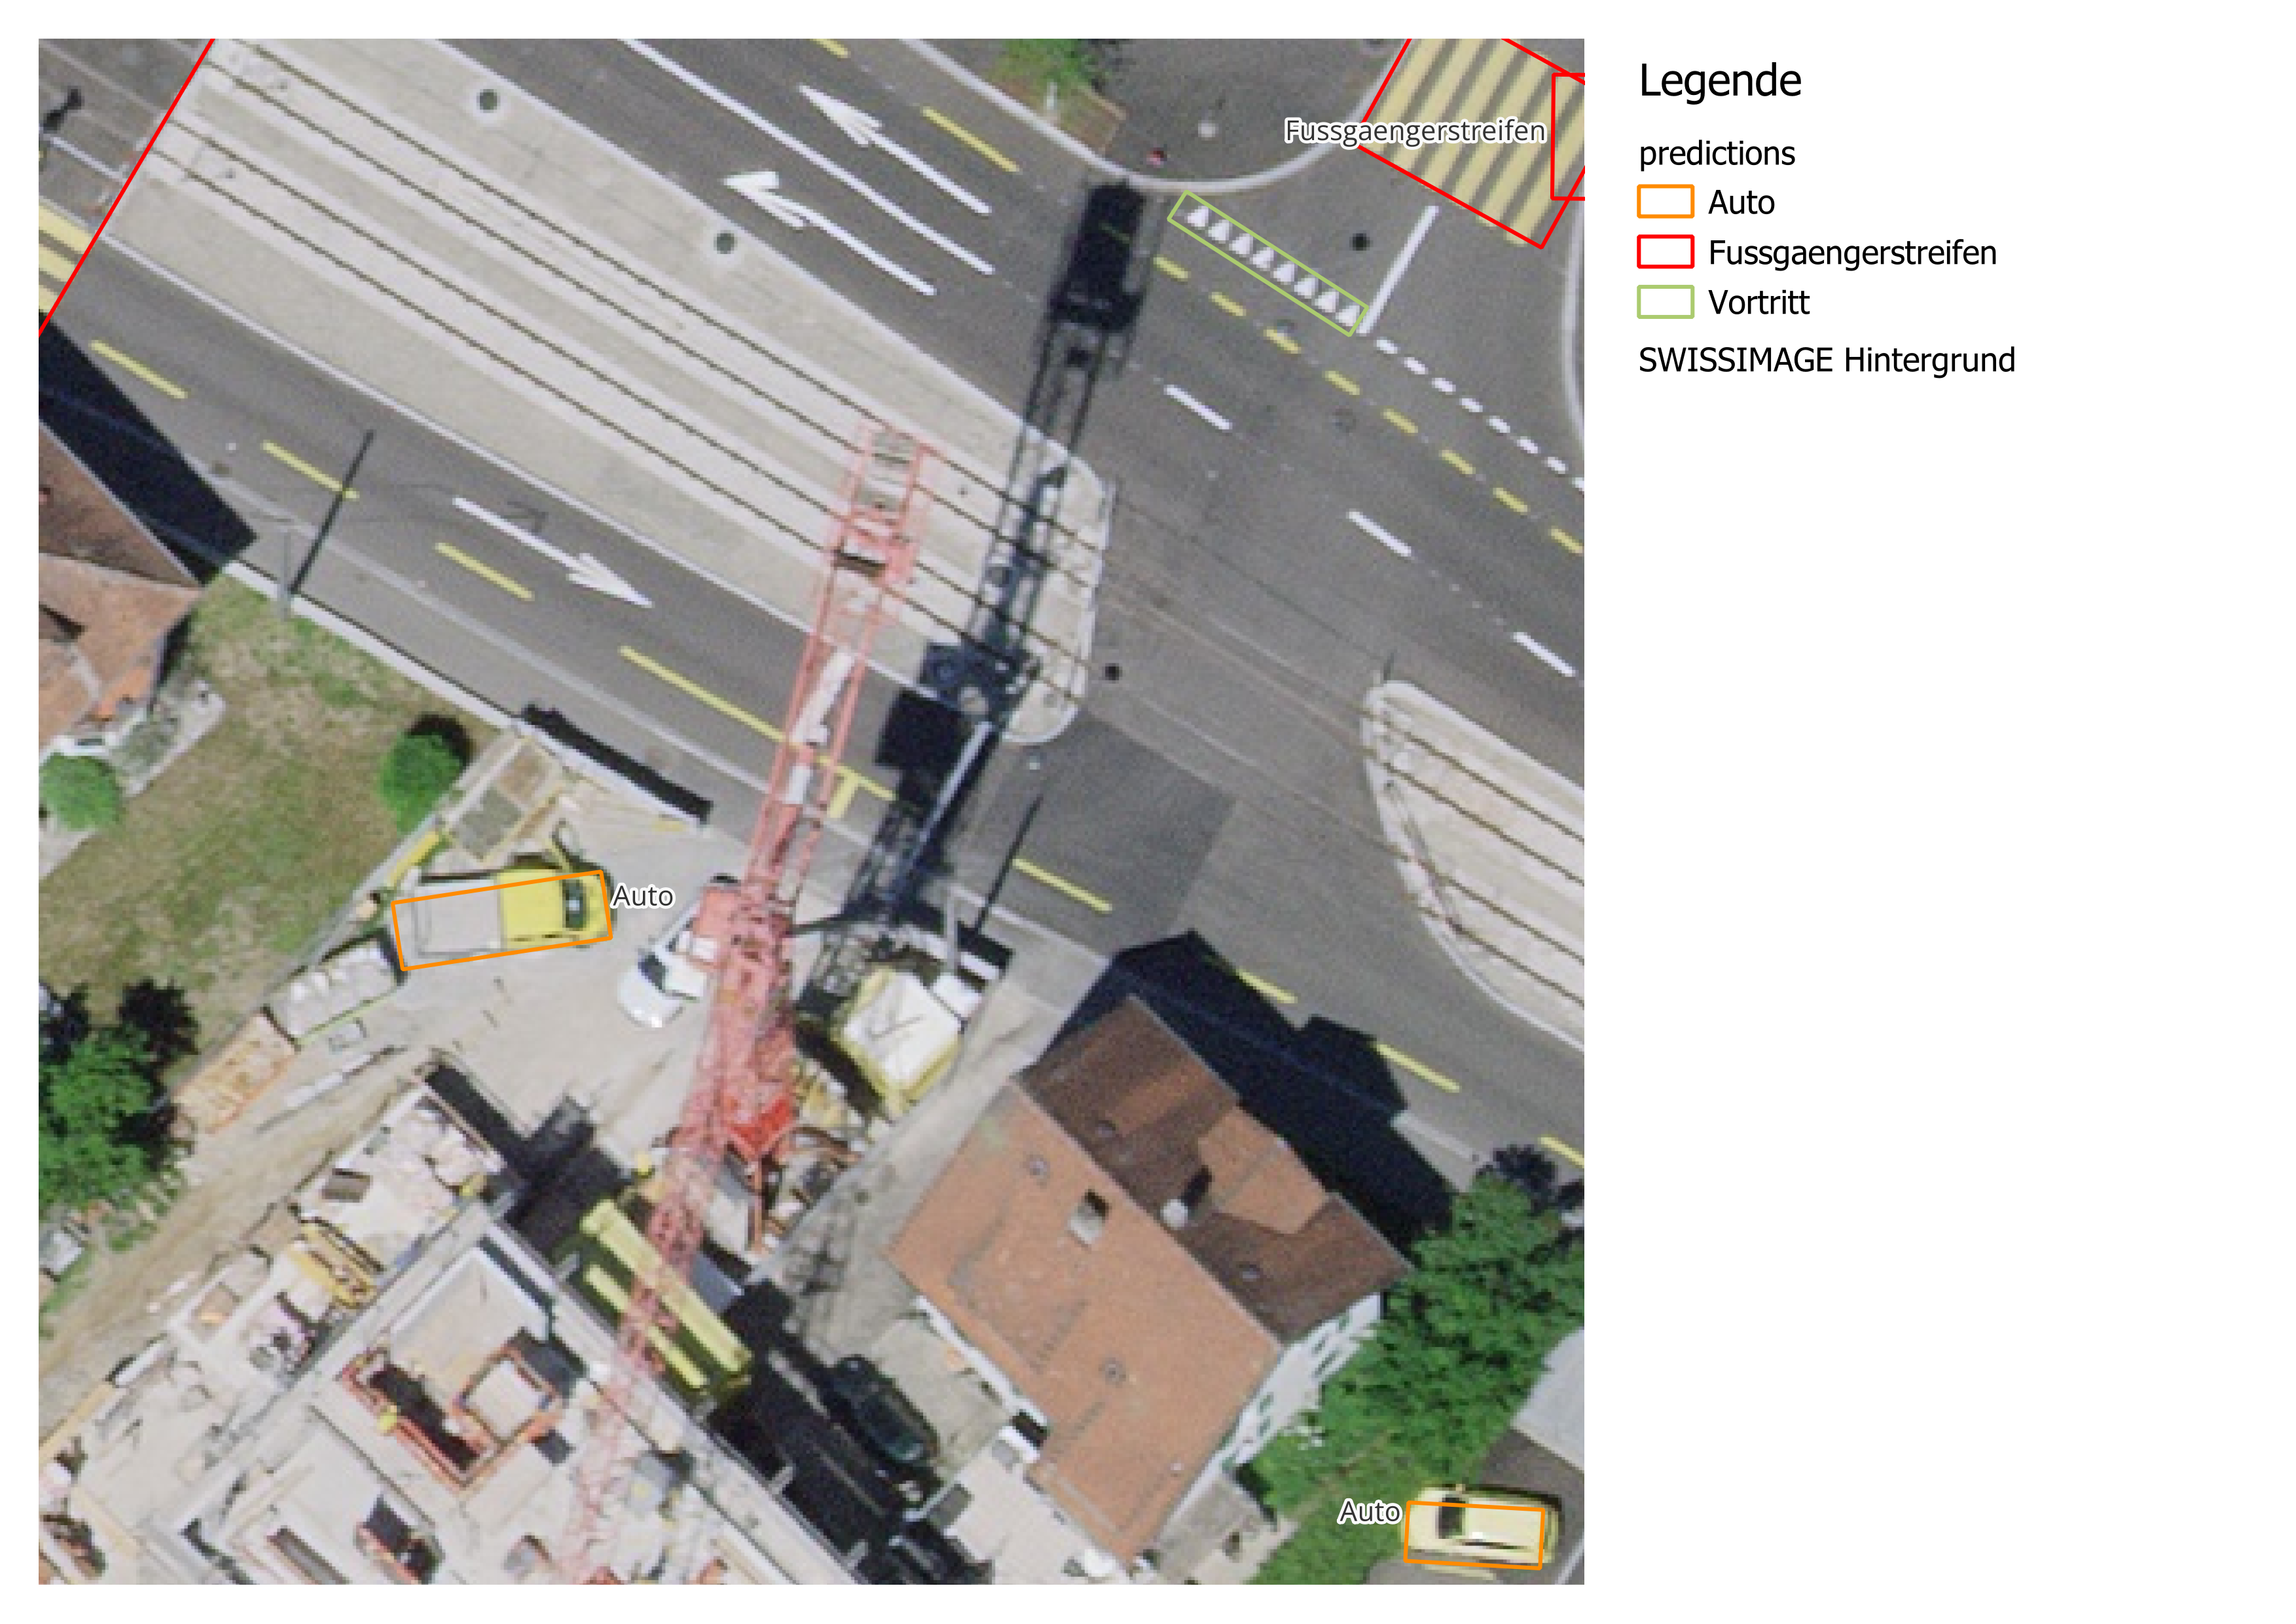 Legende
predictions
Auto
Fussgaengerstreifen
Vortritt
SWISSIMAGE Hintergrund
Fussgaengerstreifen
Auto
Auto